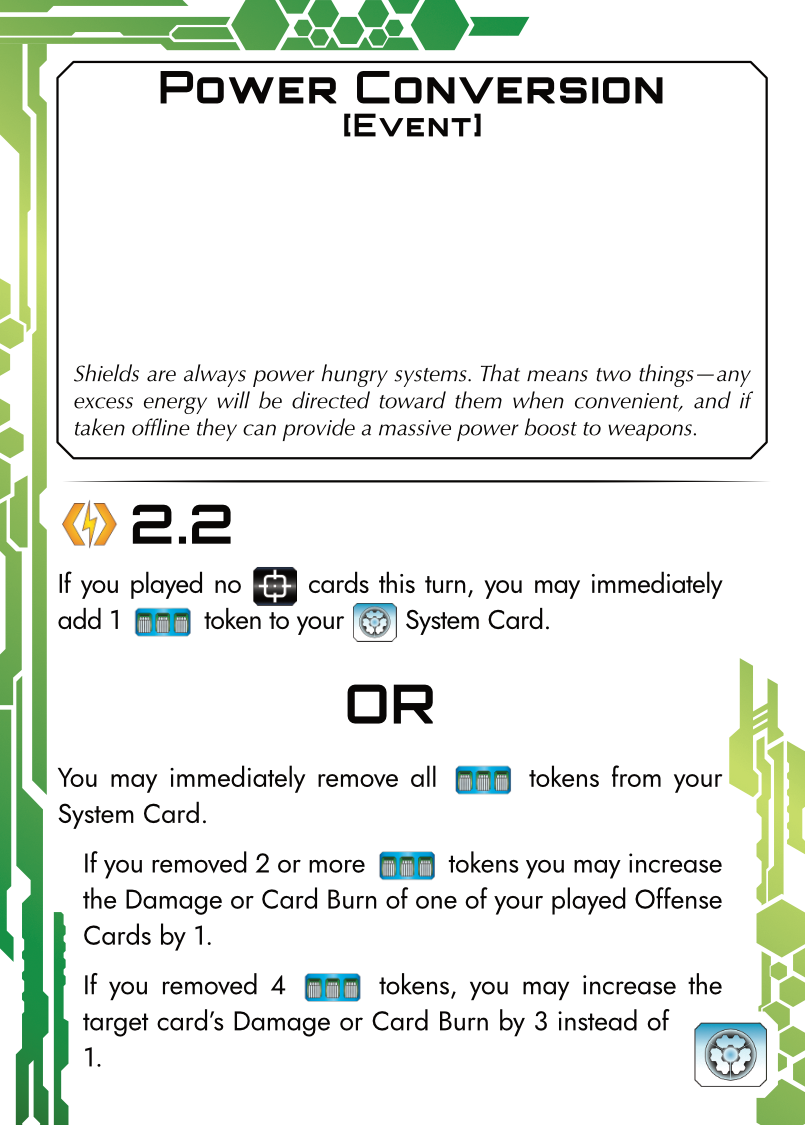 Power Conversion
[Event]
Shields are always power hungry systems. That means two things—any
excess energy will be directed toward them when convenient, and if
taken offline they can provide a massive power boost to weapons.
2.2
If you played no cards this turn, you may immediately
add 1 token to your System Card.
OR
You may immediately remove all tokens from your
System Card.
If you removed 2 or more tokens you may increase
the Damage or Card Burn of one of your played Offense
Cards by 1.
If you removed 4 tokens, you may increase the
target card's Damage or Card Burn by 3 instead of
1.